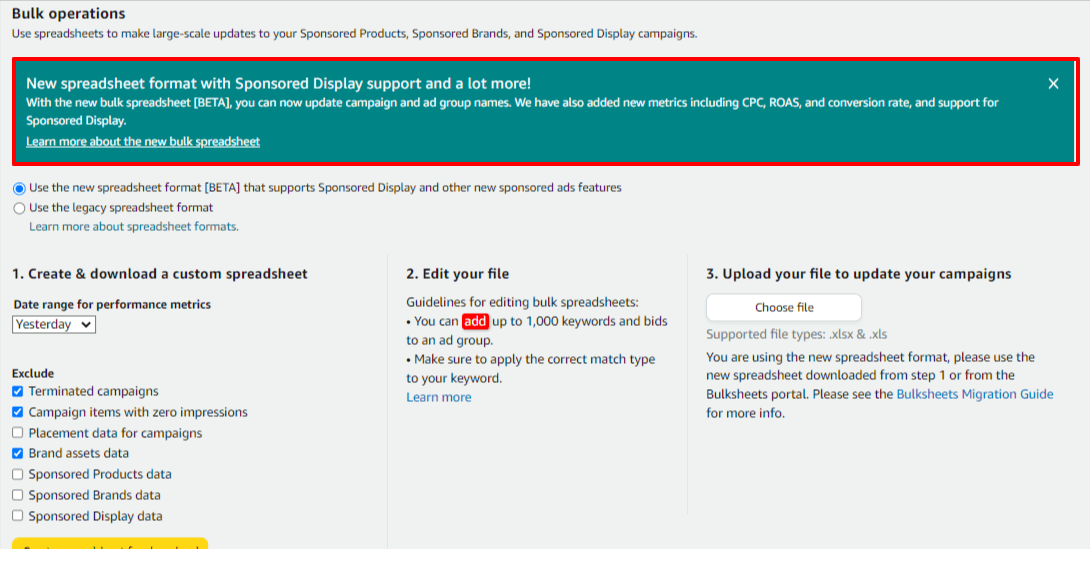 Bulk operations
Use spreadsheets to make large-scale updates to your Sponsored Products, Sponsored Brands, and Sponsored Display campaigns.
New spreadsheet format with Sponsored Display support and a lot more!
With the new bulk spreadsheet [BETA], you can now update campaign and ad group names. We have also added new metrics including CPC, ROAS, and conversion rate, and support for
Sponsored Display.
Learn more about the new bulk spreadsheet
Use the new spreadsheet format [BETA] that supports Sponsored Display and other new sponsored ads features
Use the legacy spreadsheet format
Learn more about spreadsheet formats.
1. Create & download a custom spreadsheet
Date range for performance metrics
Yesterday
Exclude
Terminated campaigns
Campaign items with zero impressions
Placement data for campaigns
Brand assets data
Sponsored Products data
Sponsored Brands data
Sponsored Display data
2. Edit your file
Guidelines for editing bulk spreadsheets:
• You can add up to 1,000 keywords and bids
to an ad group.
• Make sure to apply the correct match type
to your keyword.
Learn more
3. Upload your file to update your campaigns
Choose file
Supported file types: .xlsx & .xls
You are using the new spreadsheet format, please use the
new spreadsheet downloaded from step 1 or from the
Bulksheets portal. Please see the Bulksheets Migration Guide
for more info.